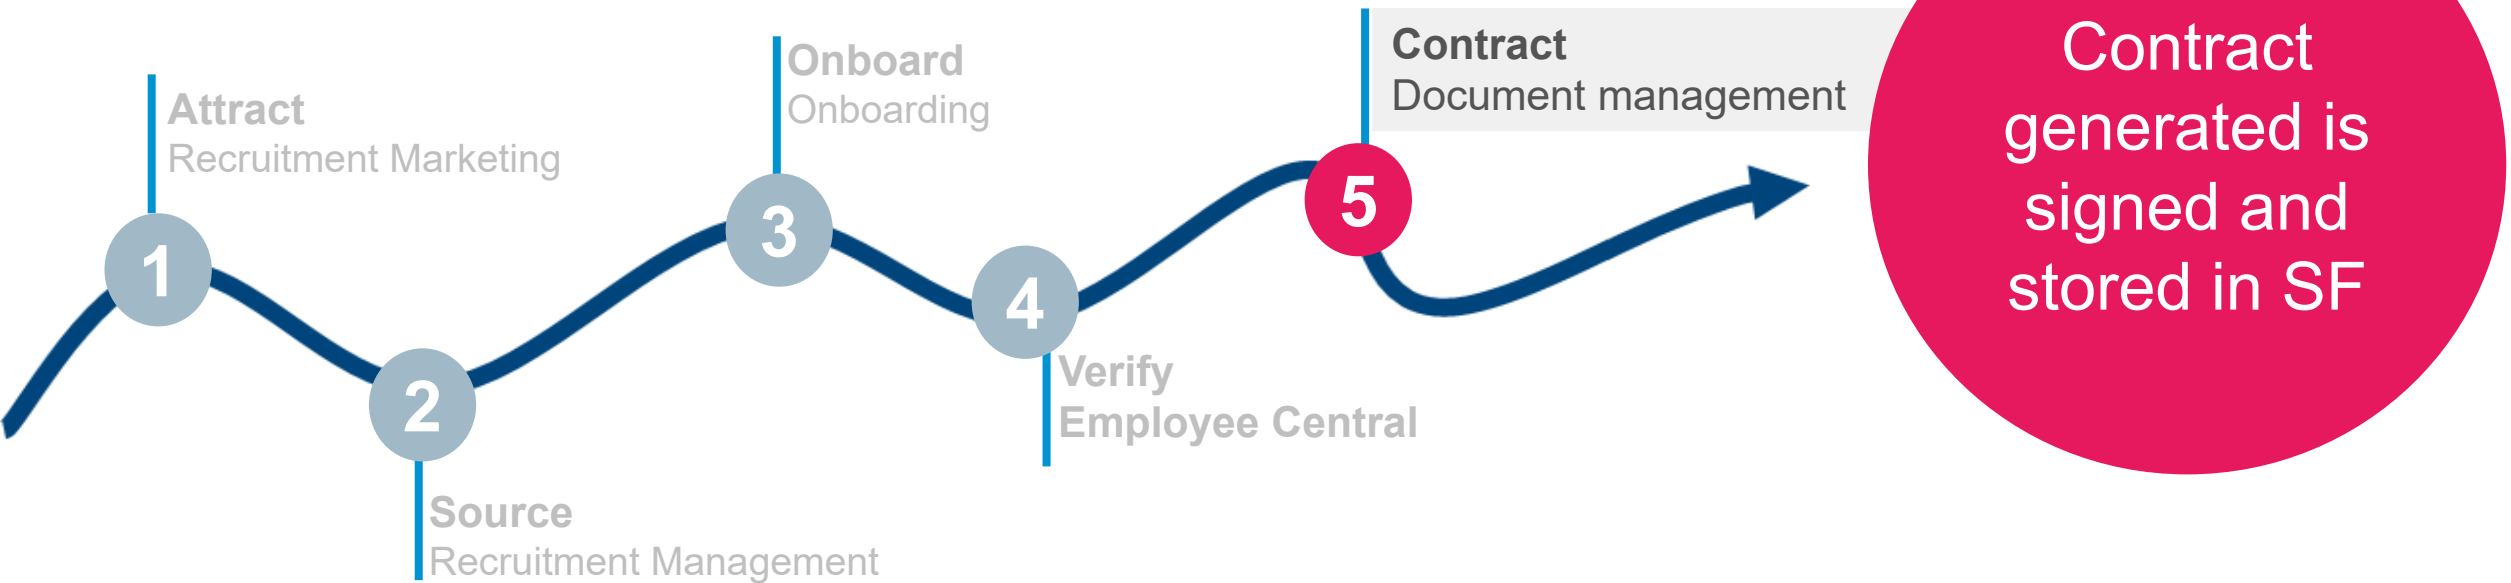 1
Attract
Recruitment Marketing
2
Source
Recruitment Management
3
Onboard
Onboarding
4
Verify
Employee Central
5
Contract
Document management
Contract
generated is
signed and
stored in SF